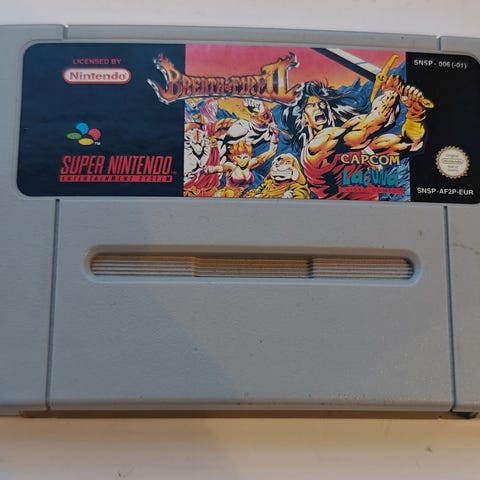 LICENSED BY
Nintendo
SUPER NINTENDO
ENTERTAINMENT SYSTEM
BREATH OF FIRE II
CAPCOM
Laguna
SNSP - 006 (-01)
SNSP-AF2P-EUR